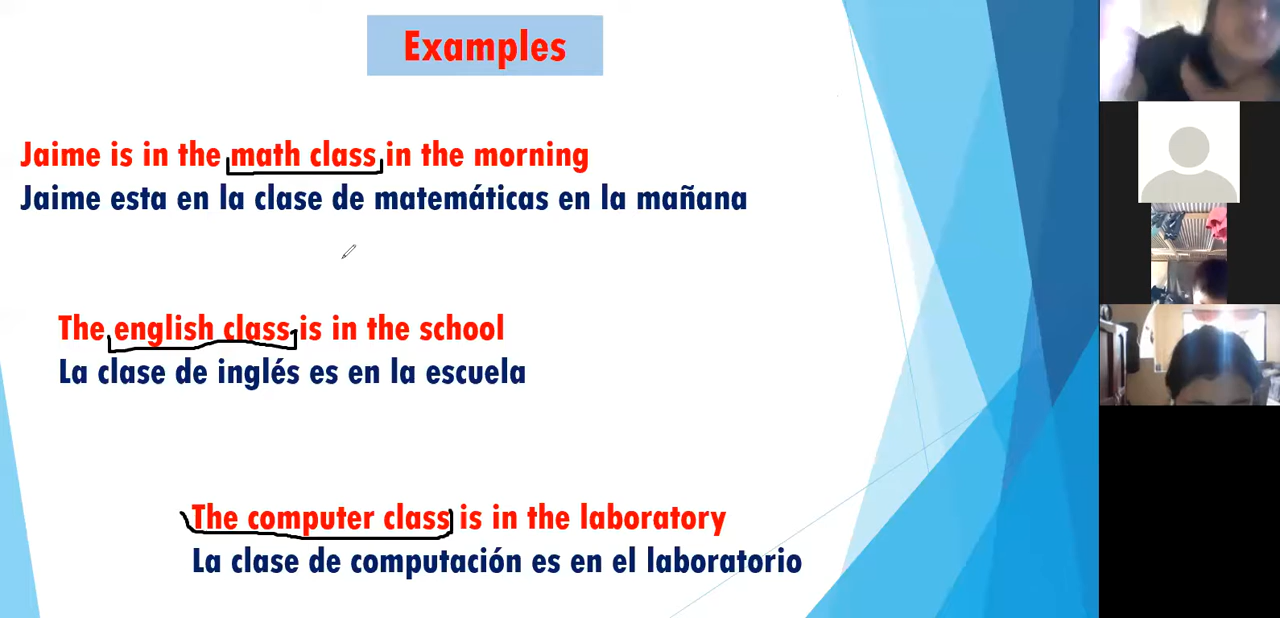 Examples
Jaime is in the math class in the morning
Jaime esta en la clase de matemáticas en la mañana
The english class is in the school
La clase de inglés es en la escuela
The computer class is in the laboratory
La clase de computación es en el laboratorio